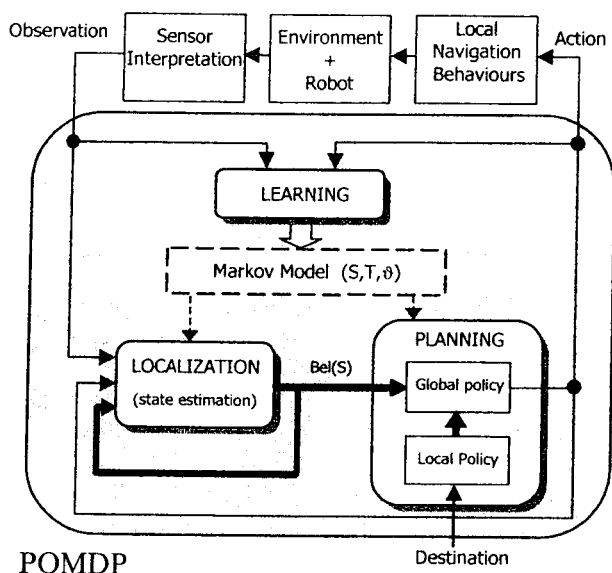 Observation
Sensor
Interpretation
Environment
+
Robot
Local
Navigation
Behaviours
Action
LEARNING
Markov Model (S,T,ϑ)
LOCALIZATION
(state estimation)
Bel(S)
PLANNING
Global policy
Local Policy
POMDP
Destination